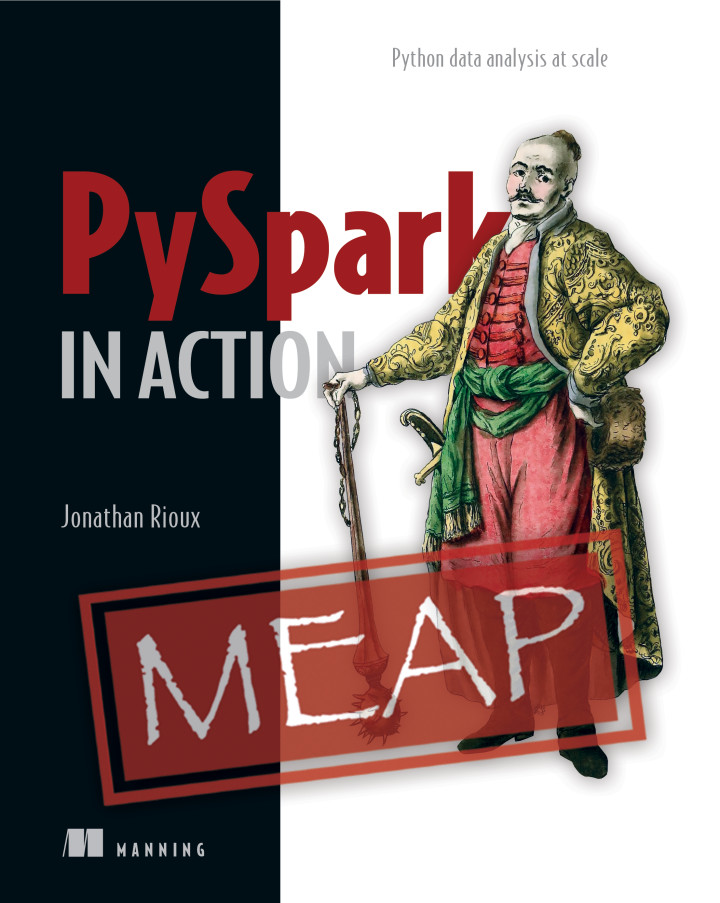 Python data analysis at scale
PySpark
IN ACTION
Jonathan Rioux
MEAP
MANNING